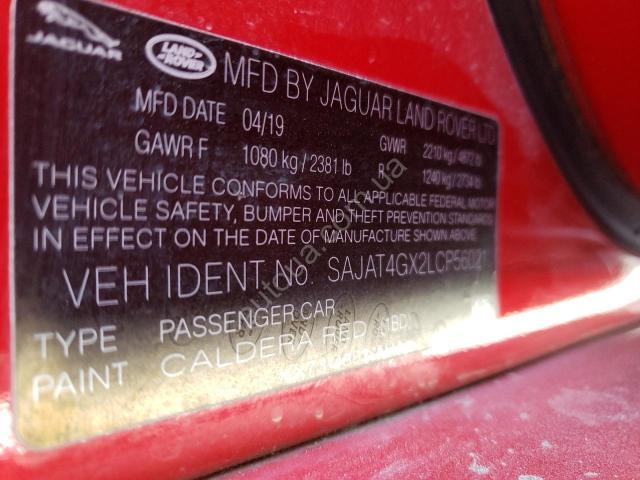 JAGUAR
LAND ROVER
MFD BY JAGUAR LAND ROVER LTD
MFD DATE 04/19 GVWR 2210 kg / 4872 lb
GAWR F 1080 kg / 2381 lb R 1240 kg / 2734 lb
THIS VEHICLE CONFORMS TO ALL APPLICABLE FEDERAL MOTOR
VEHICLE SAFETY, BUMPER AND THEFT PREVENTION STANDARDS
IN EFFECT ON THE DATE OF MANUFACTURE SHOWN ABOVE.
VEH IDENT. No. SAJAT4GX2LCP56021
TYPE PASSENGER CAR
PAINT CALDERA RED (1BD)